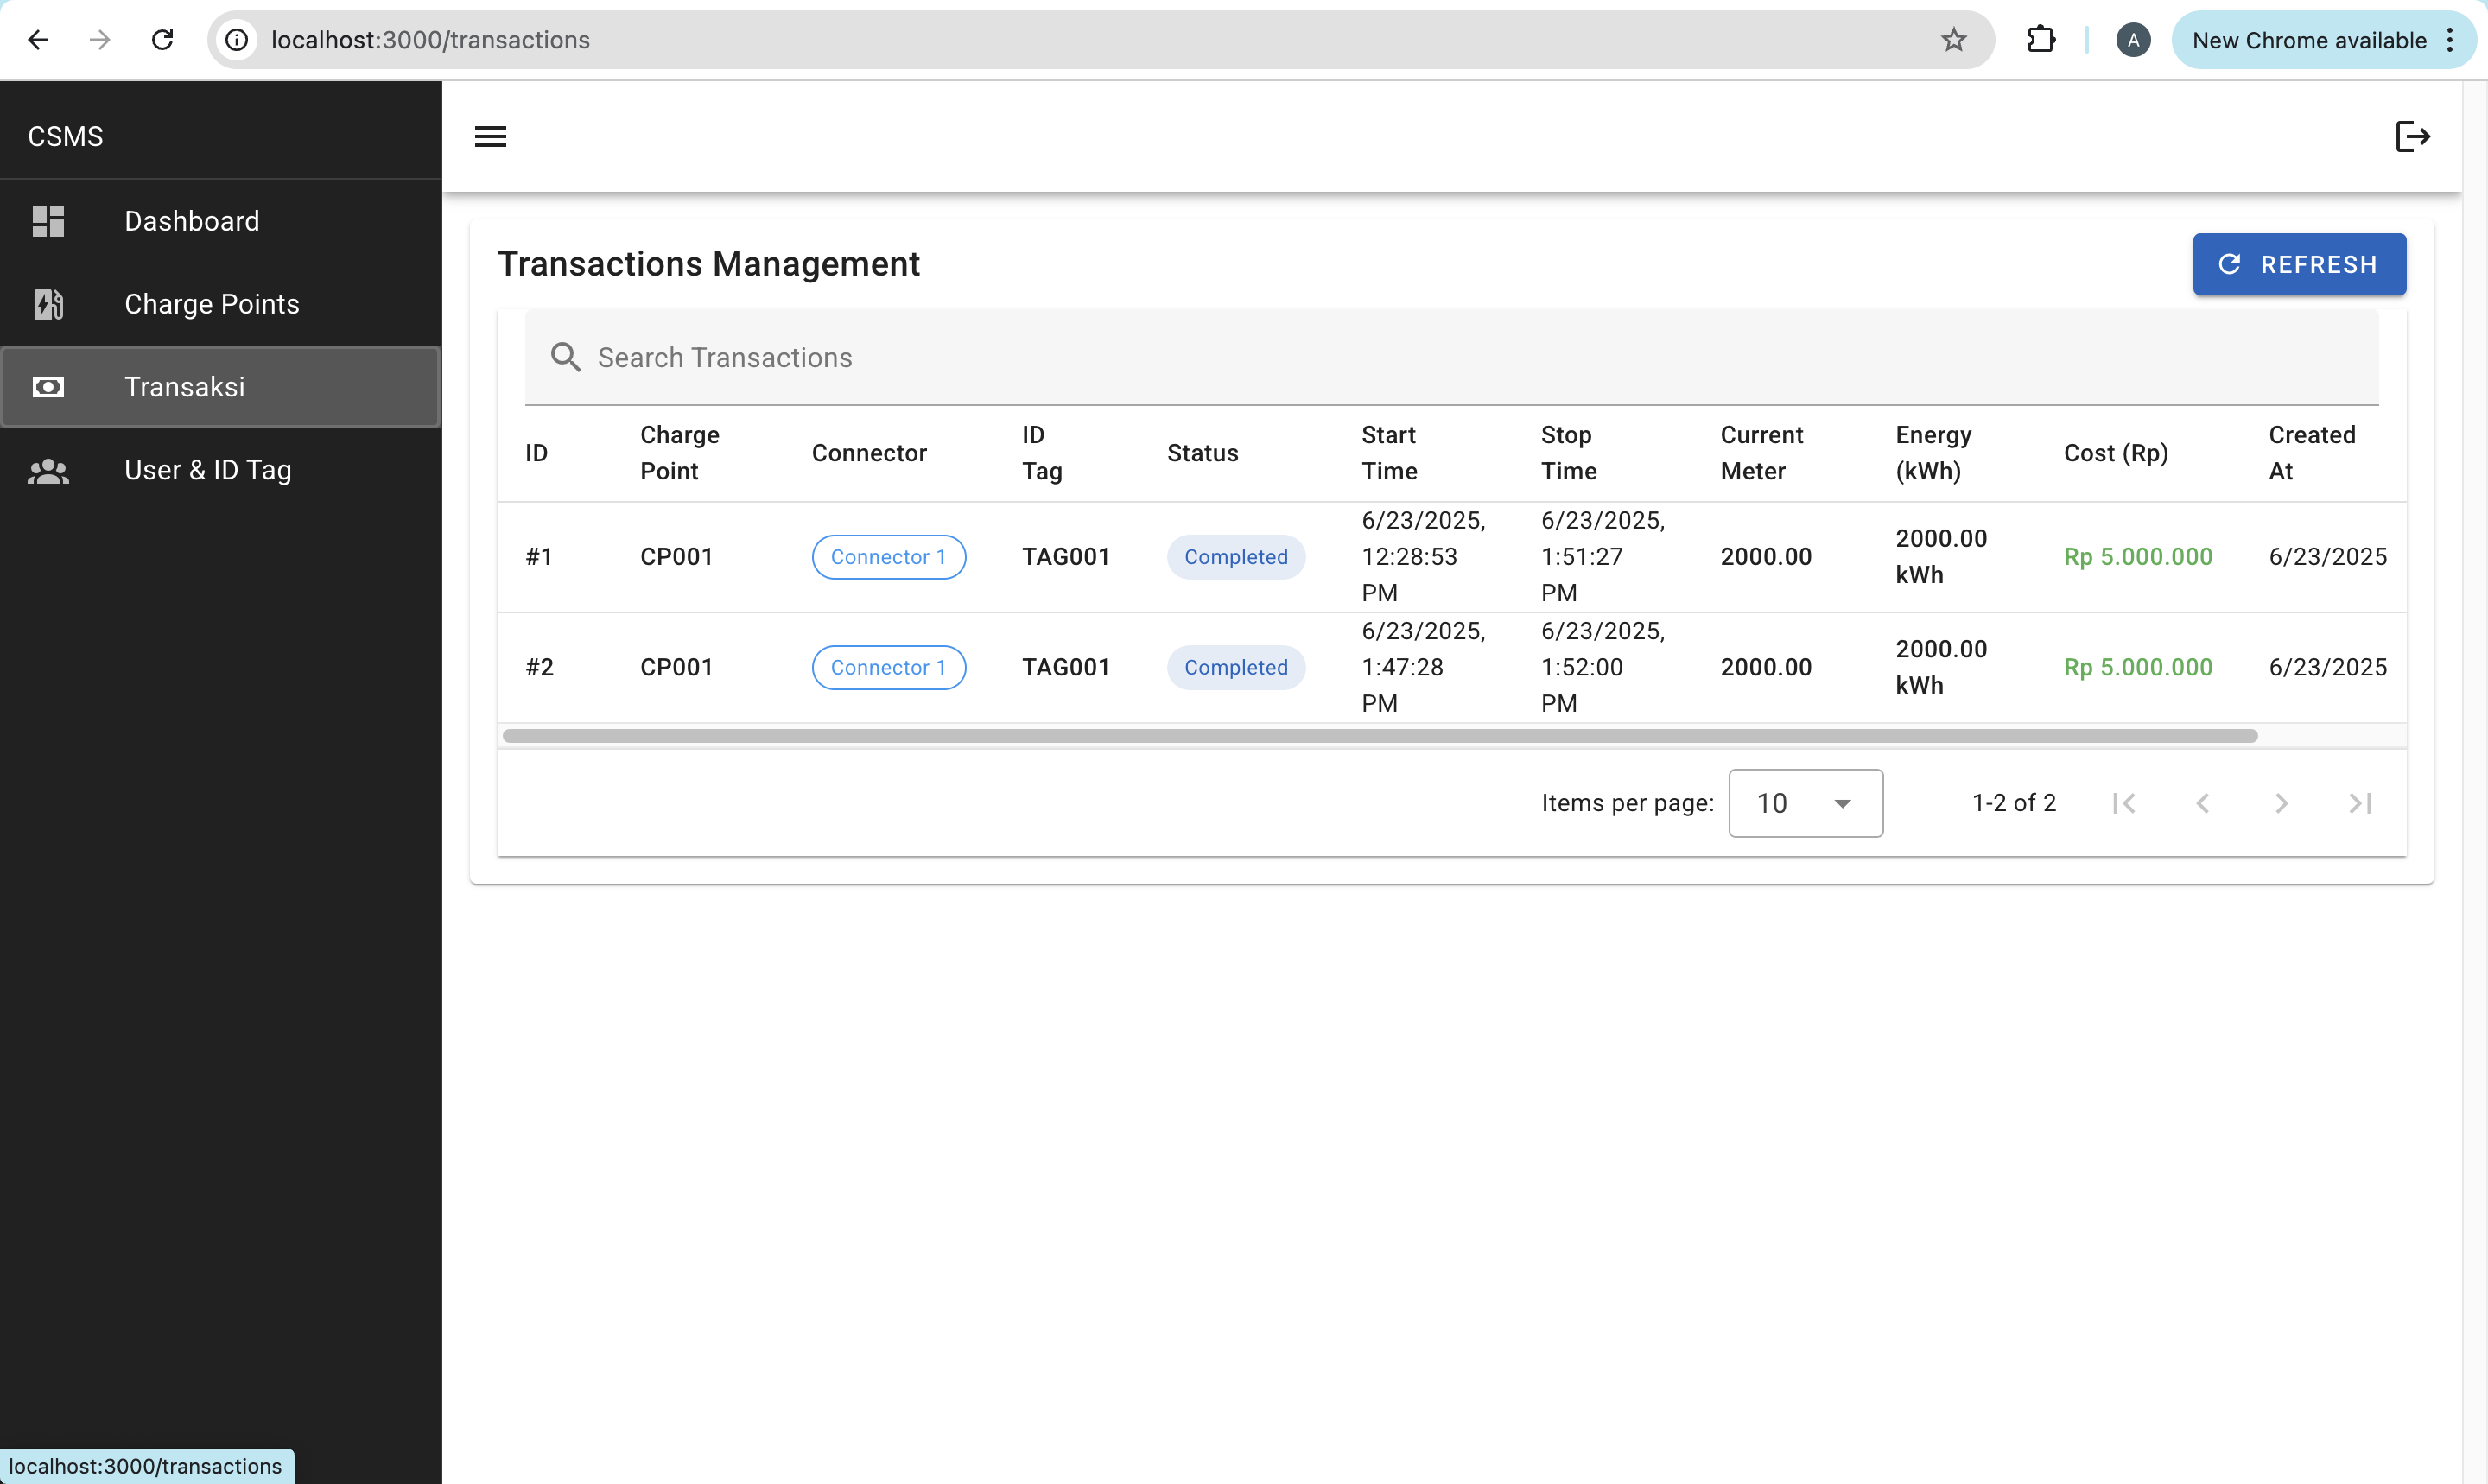 localhost:3000/transactions
A
New Chrome available
CSMS
Dashboard
Charge Points
Transaksi
User & ID Tag
Transactions Management
REFRESH
Search Transactions
ID
Charge
Point
Connector
ID
Tag
Status
Start
Time
Stop
Time
Current
Meter
Energy
(kWh)
Cost (Rp)
Created
At
#1
CP001
Connector 1
TAG001
Completed
6/23/2025,
12:28:53
PM
6/23/2025,
1:51:27
PM
2000.00
2000.00
kWh
Rp 5.000.000
6/23/2025
#2
CP001
Connector 1
TAG001
Completed
6/23/2025,
1:47:28
PM
6/23/2025,
1:52:00
PM
2000.00
2000.00
kWh
Rp 5.000.000
6/23/2025
Items per page:
10
1-2 of 2
localhost:3000/transactions